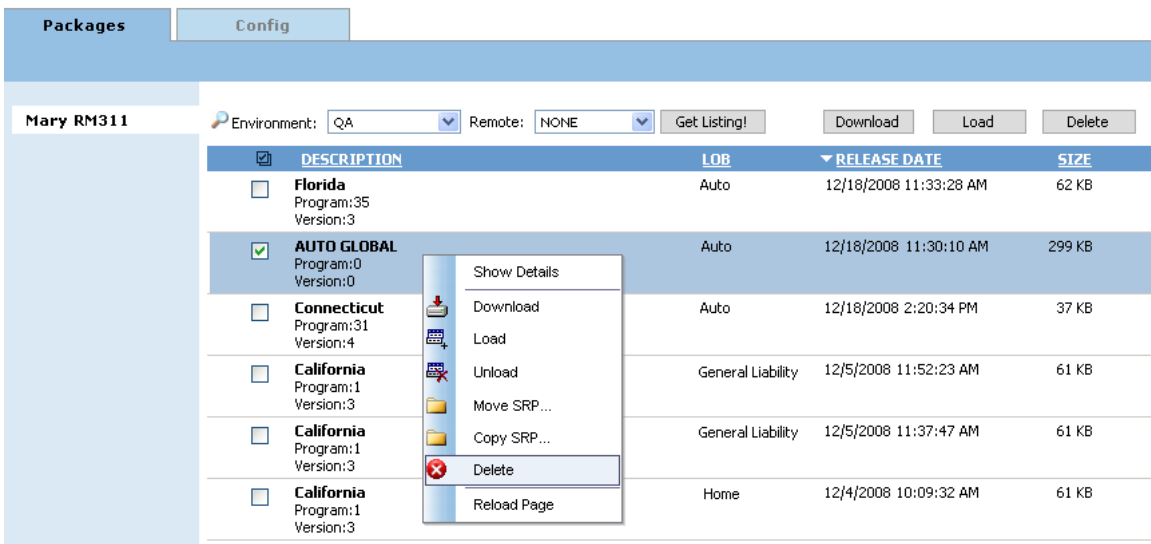 Packages Config
Mary RM311
Environment: QA Remote: NONE Get Listing! Download Load Delete
DESCRIPTION LOB RELEASE DATE SIZE
Florida Auto 12/18/2008 11:33:28 AM 62 KB
Program:35
Version:3
AUTO GLOBAL Auto 12/18/2008 11:30:10 AM 299 KB
Program:0
Version:0
Connecticut Auto 12/18/2008 2:20:34 PM 37 KB
Program:31
Version:4
California General Liability 12/5/2008 11:52:23 AM 61 KB
Program:1
Version:3
California General Liability 12/5/2008 11:37:47 AM 61 KB
Program:1
Version:3
California Home 12/4/2008 10:09:32 AM 61 KB
Program:1
Version:3
Show Details
Download
Load
Unload
Move SRP...
Copy SRP...
Delete
Reload Page